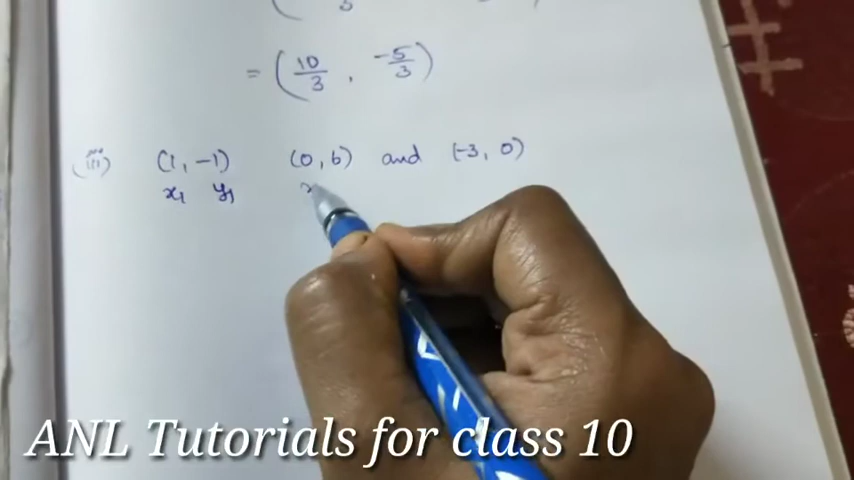 3
= (10/3, -5/3)
(iii) (1, -1) (0, 6) and (-3, 0)
x₁ y₁ x
ANL Tutorials for class 10